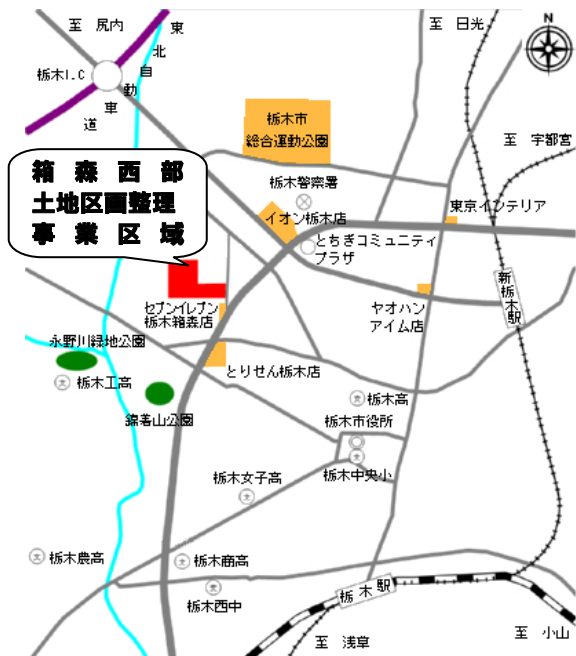 至 尻内
東北自動車道
至 日光
N
栃木I.C
栃木市
総合運動公園
至 宇都宮
箱森西部
土地区画整理
事業区域
栃木警察署
東京インテリア
イオン栃木店
とちぎコミュニティ
プラザ
新栃木駅
セブンイレブン
栃木箱森店
ヤオハン
アイム店
永野川緑地公園
とりせん栃木店
栃木工高
錦着山公園
栃木高
栃木市役所
栃木中央小
栃木女子高
栃木農高
栃木商高
栃木西中
栃木駅
至 浅草
至 小山